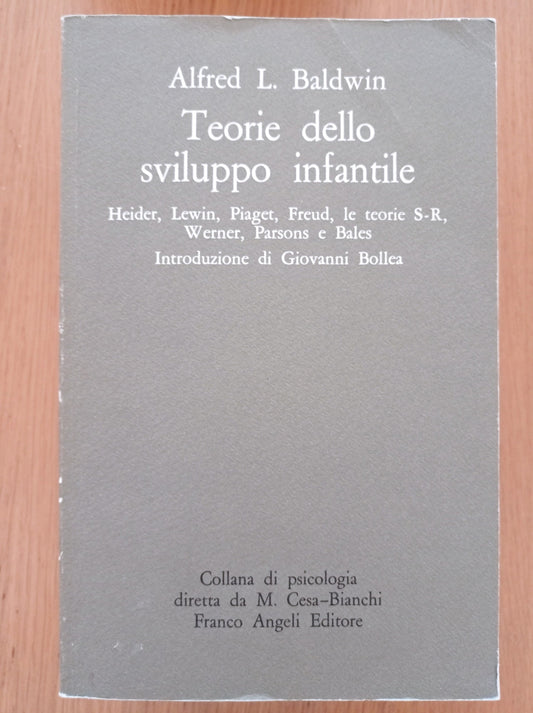 Alfred L. Baldwin
Teorie dello
sviluppo infantile
Heider, Lewin, Piaget, Freud, le teorie S-R,
Werner, Parsons e Bales
Introduzione di Giovanni Bollea
Collana di psicologia
diretta da M. Cesa-Bianchi
Franco Angeli Editore